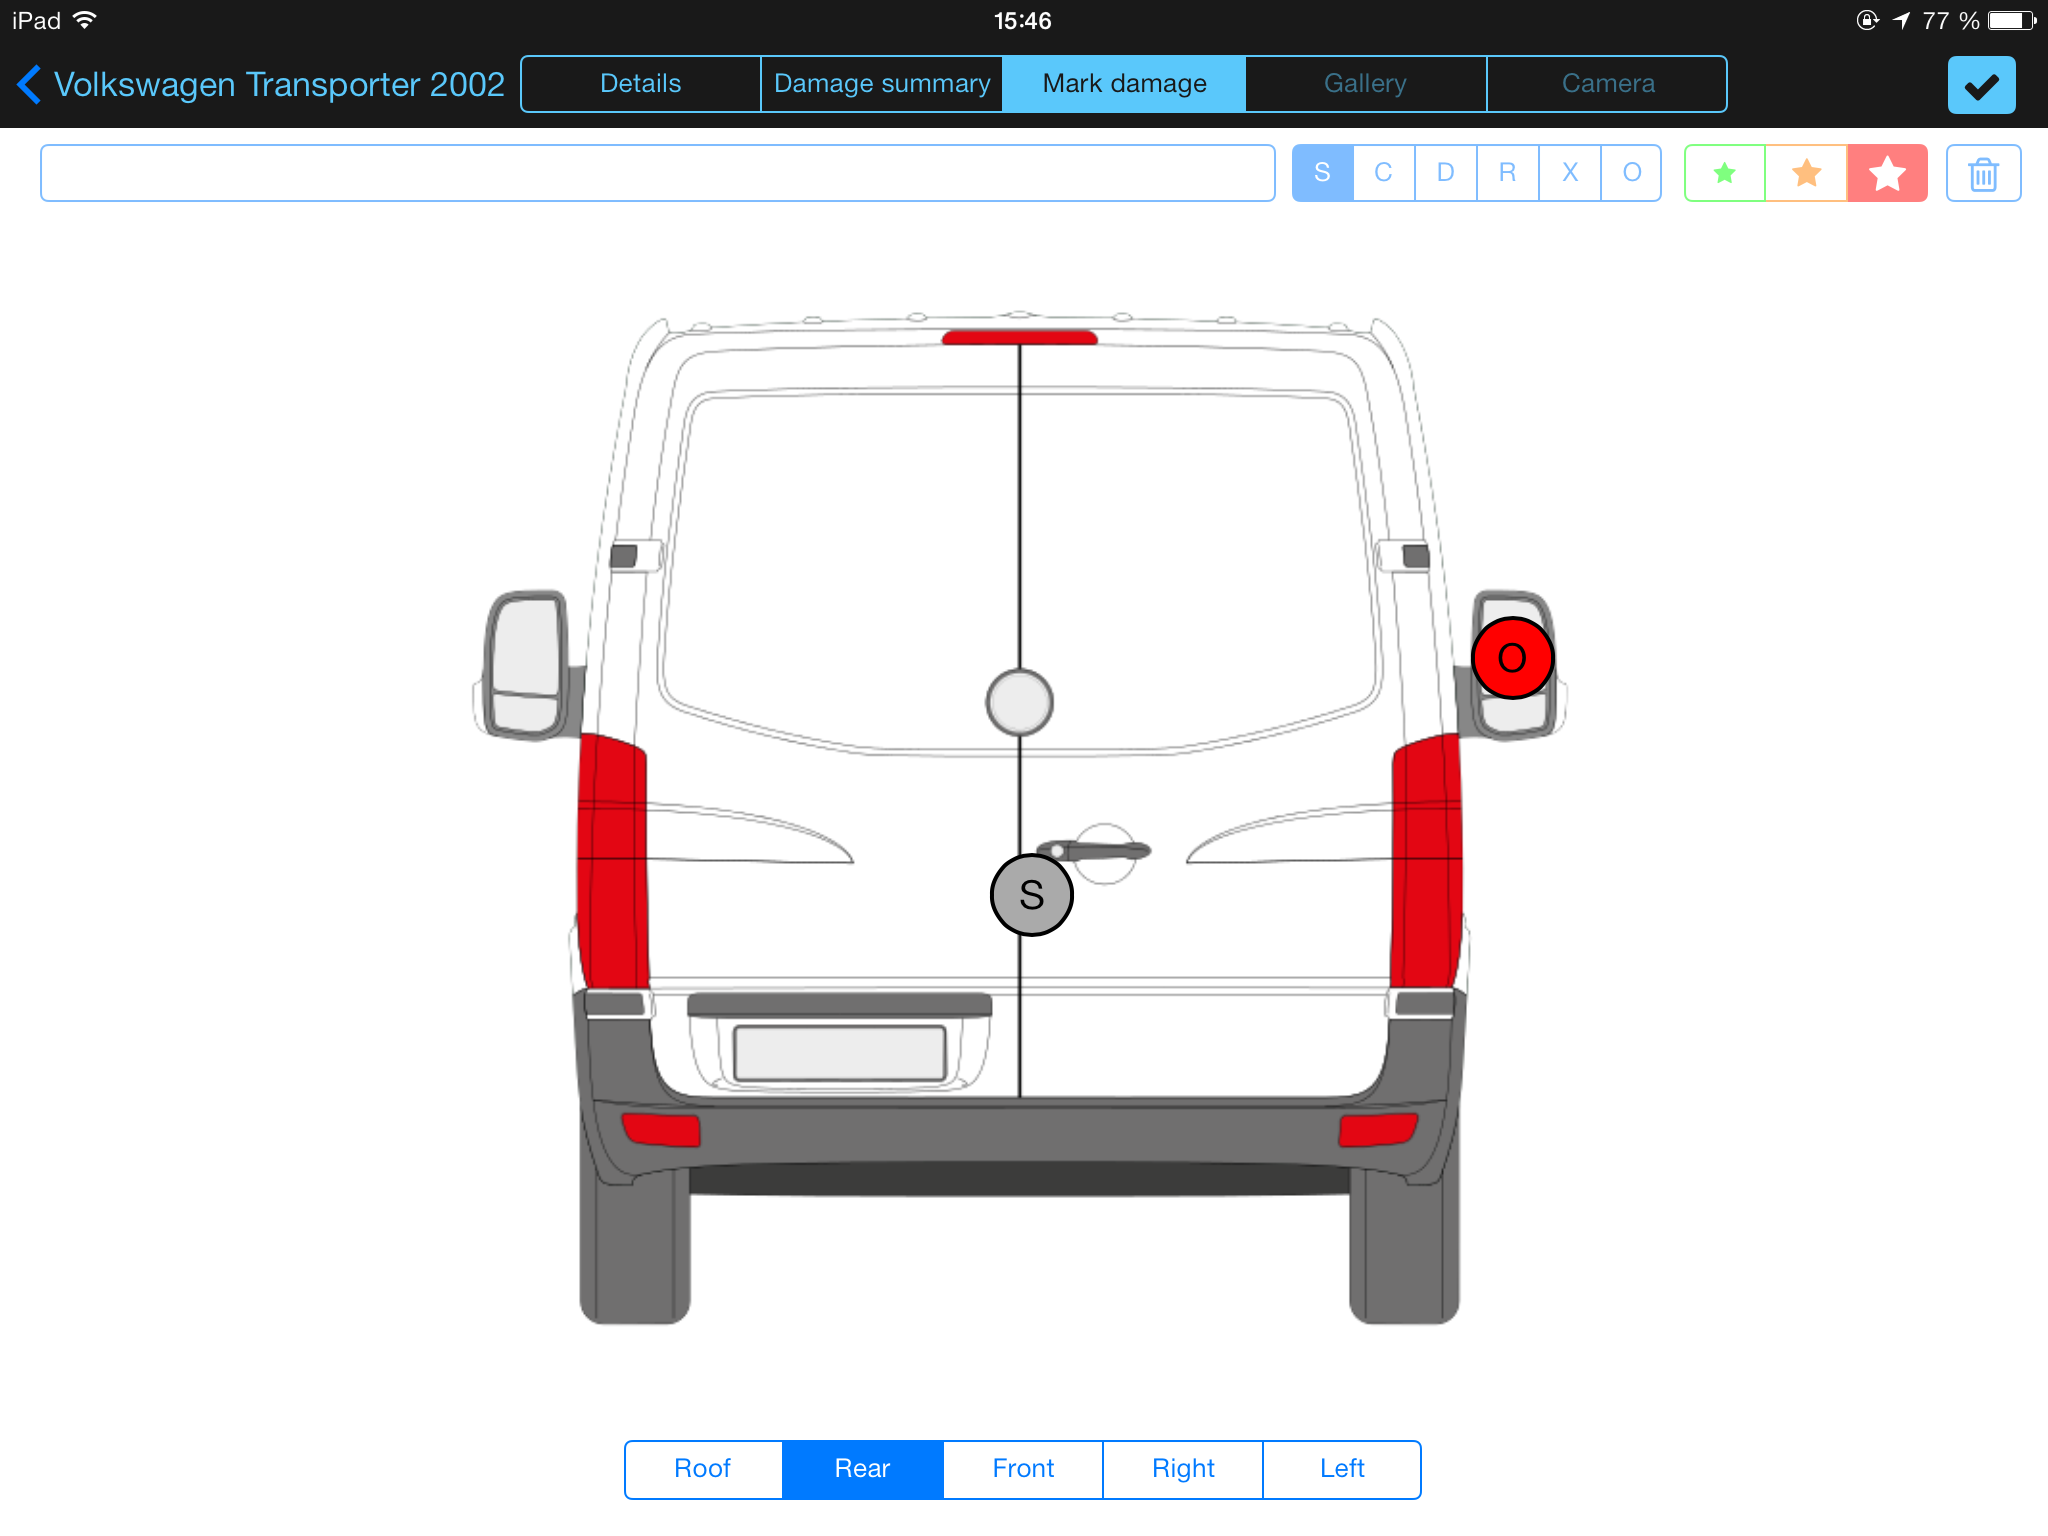 iPad 15:46 77 %
Volkswagen Transporter 2002 Details Damage summary Mark damage Gallery Camera
S C D R X O
O
S
Roof Rear Front Right Left